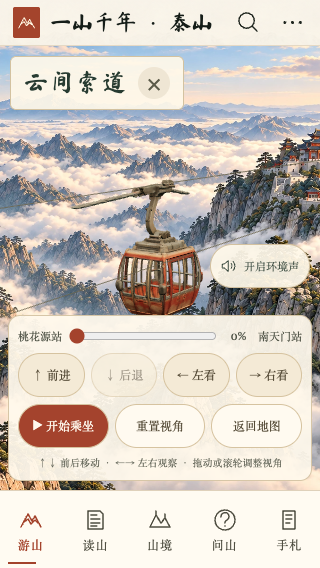 一山千年 · 泰山
云间索道
开启环境声
桃花源站 0% 南天门站
↑ 前进 ↓ 后退 ← 左看 → 右看
开始乘坐 重置视角 返回地图
↑ ↓ 前后移动 · ←→ 左右观察 · 拖动或滚轮调整视角
游山 读山 山境 问山 手札